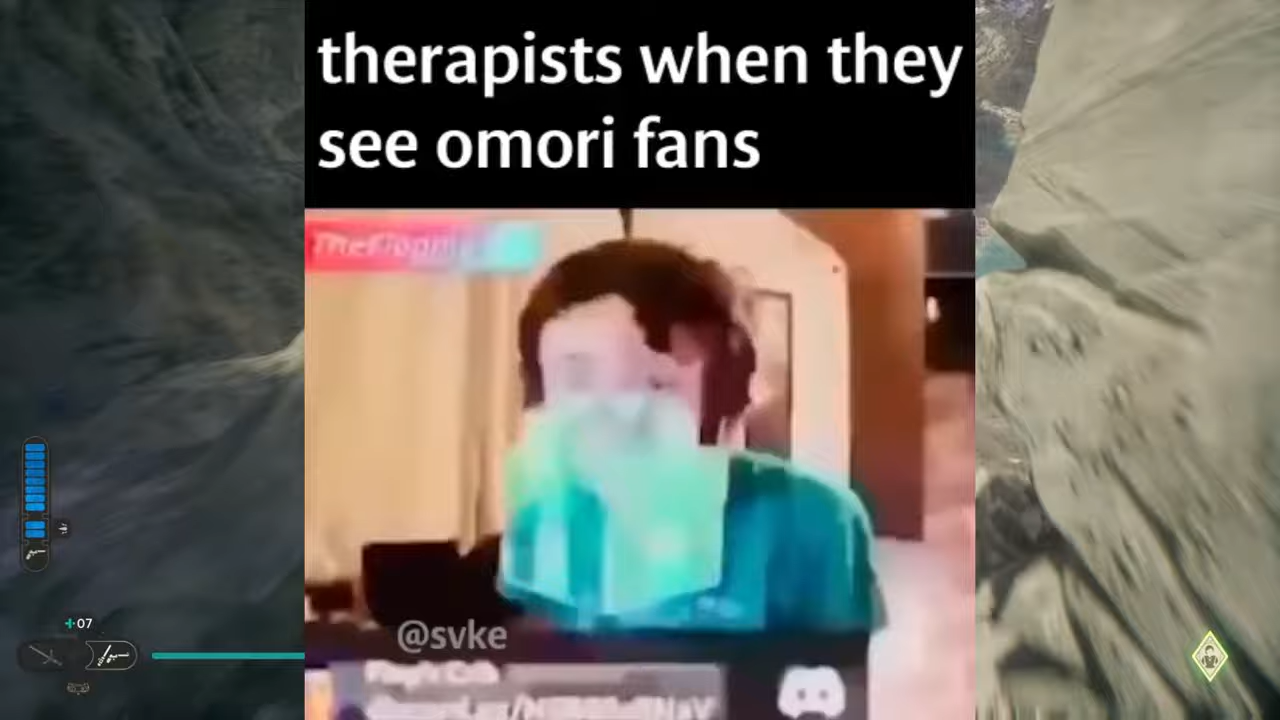 therapists when they
see omori fans
@svke
07